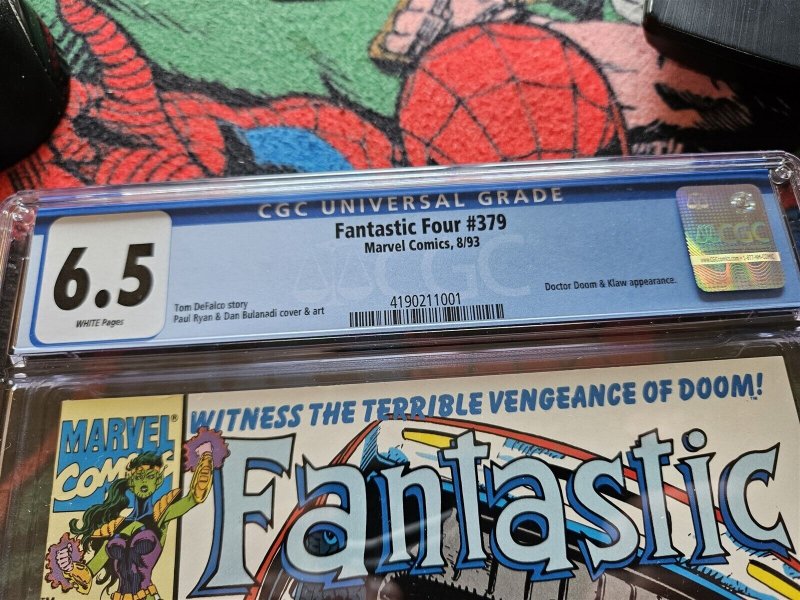 CGC UNIVERSAL GRADE
6.5
WHITE Pages
Fantastic Four #379
Marvel Comics, 8/93
Tom DeFalco story
Paul Ryan & Dan Bulanadi cover & art
4190211001
Doctor Doom & Klaw appearance.
CGC
MARVEL
COMICS
WITNESS THE TERRIBLE VENGEANCE OF DOOM!
Fantastic